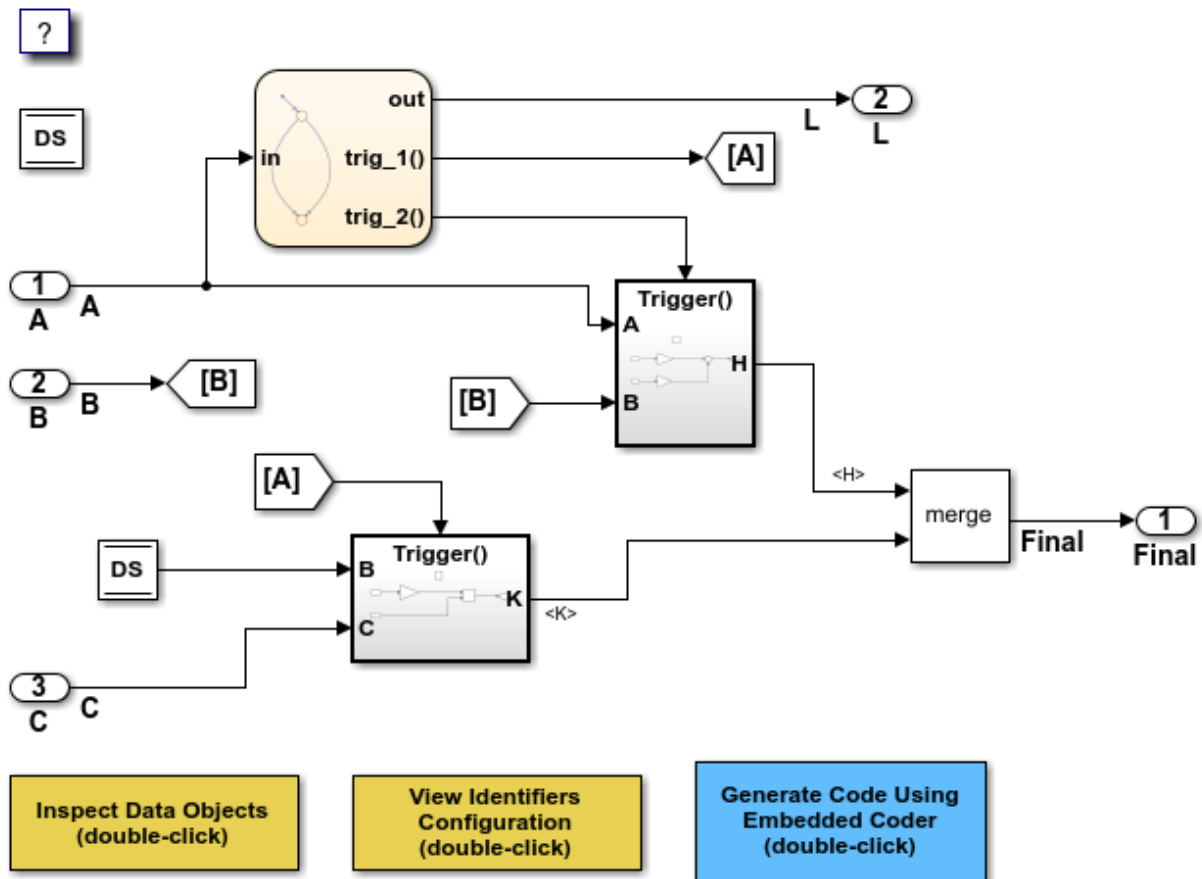 ?
DS
out
in
trig_1()
trig_2()
2
L
L
[A]
1
A
A
Trigger()
A
H
B
2
B
B
[B]
[B]
[A]
<H>
merge
Final
1
Final
DS
Trigger()
B
K
C
<K>
3
C
C
Inspect Data Objects
(double-click)
View Identifiers
Configuration
(double-click)
Generate Code Using
Embedded Coder
(double-click)